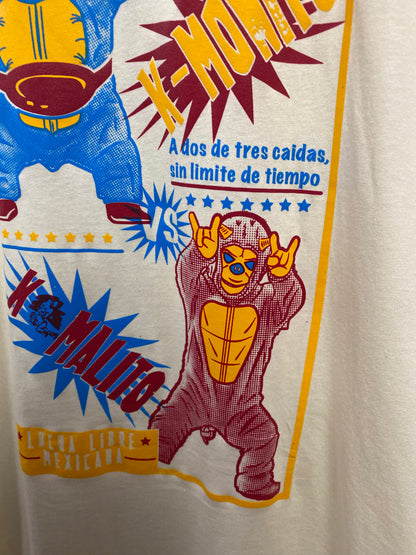 K-MONITO
A dos de tres caidas,
sin limite de tiempo
VS
K MALITO
LUCHA LIBRE
MEXICANA